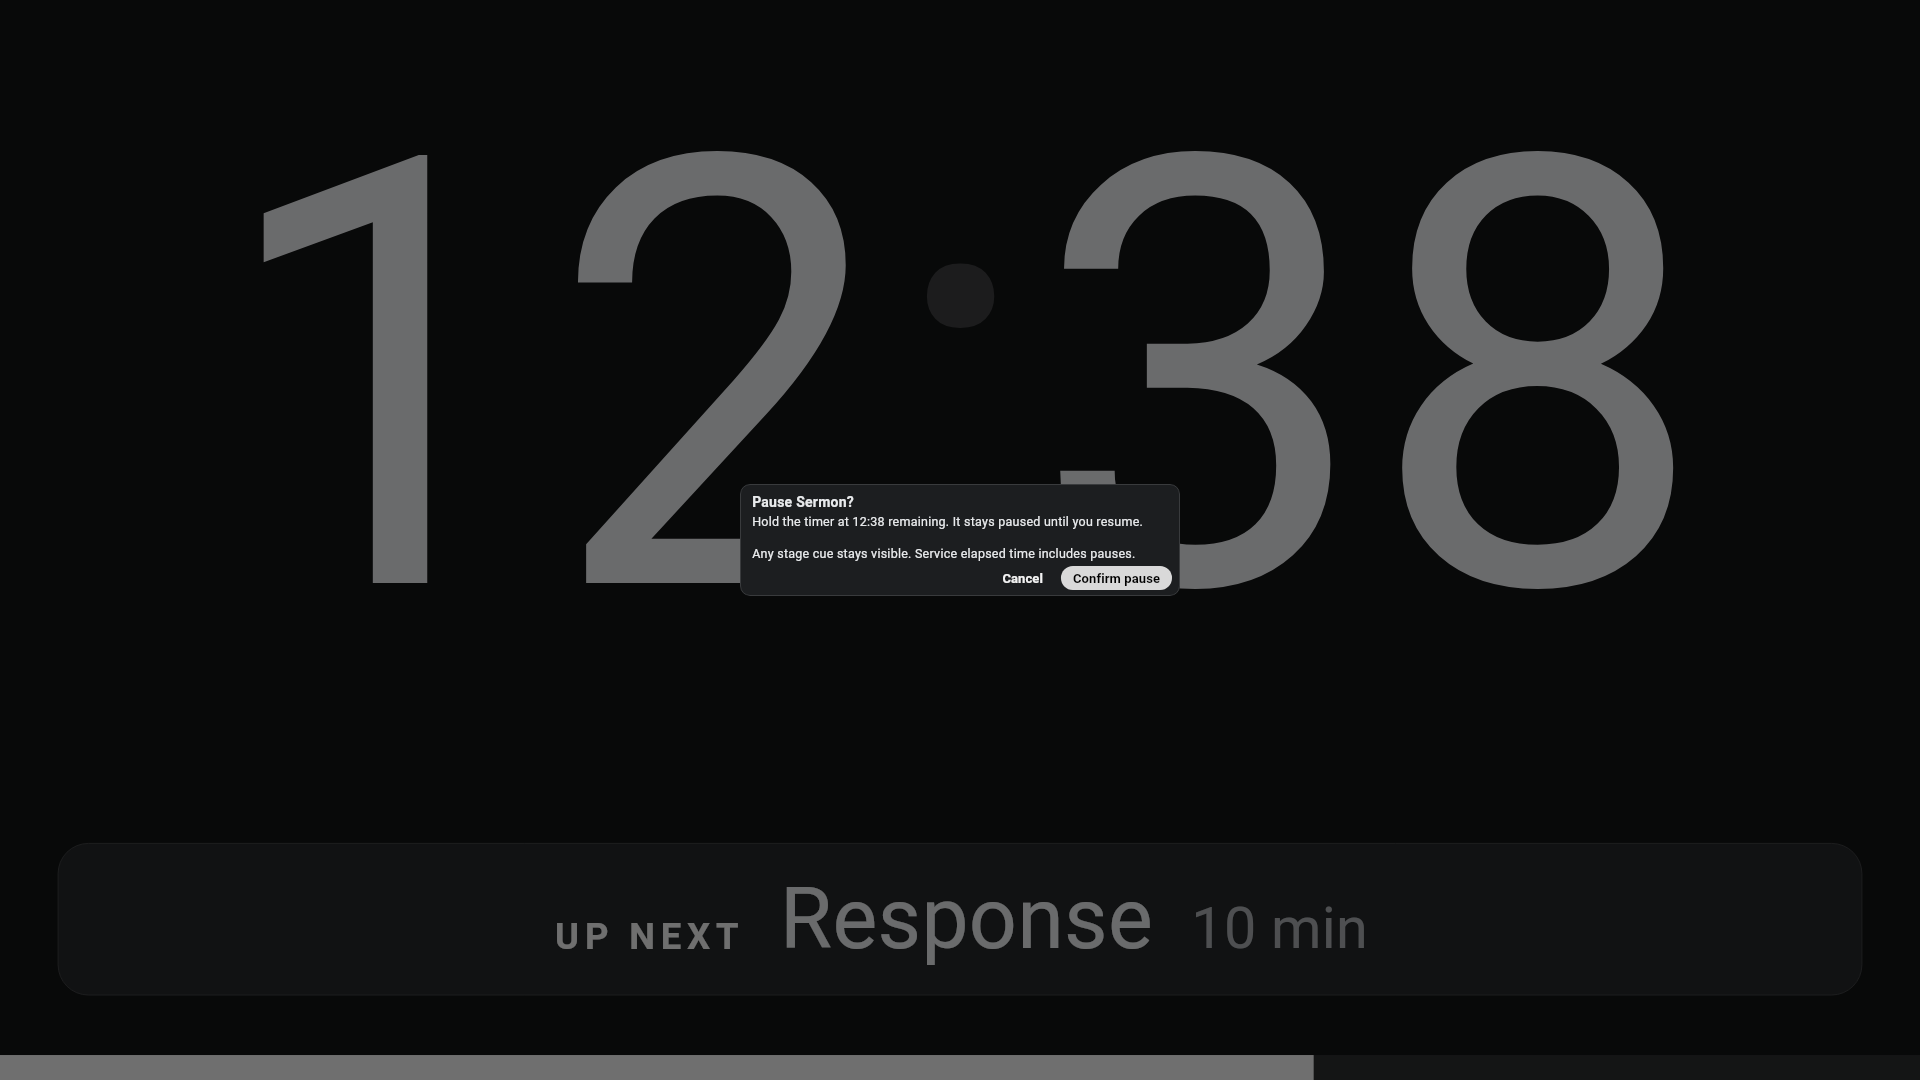 12:38
Pause Sermon?
Hold the timer at 12:38 remaining. It stays paused until you resume.
Any stage cue stays visible. Service elapsed time includes pauses.
Cancel Confirm pause
UP NEXT Response 10 min